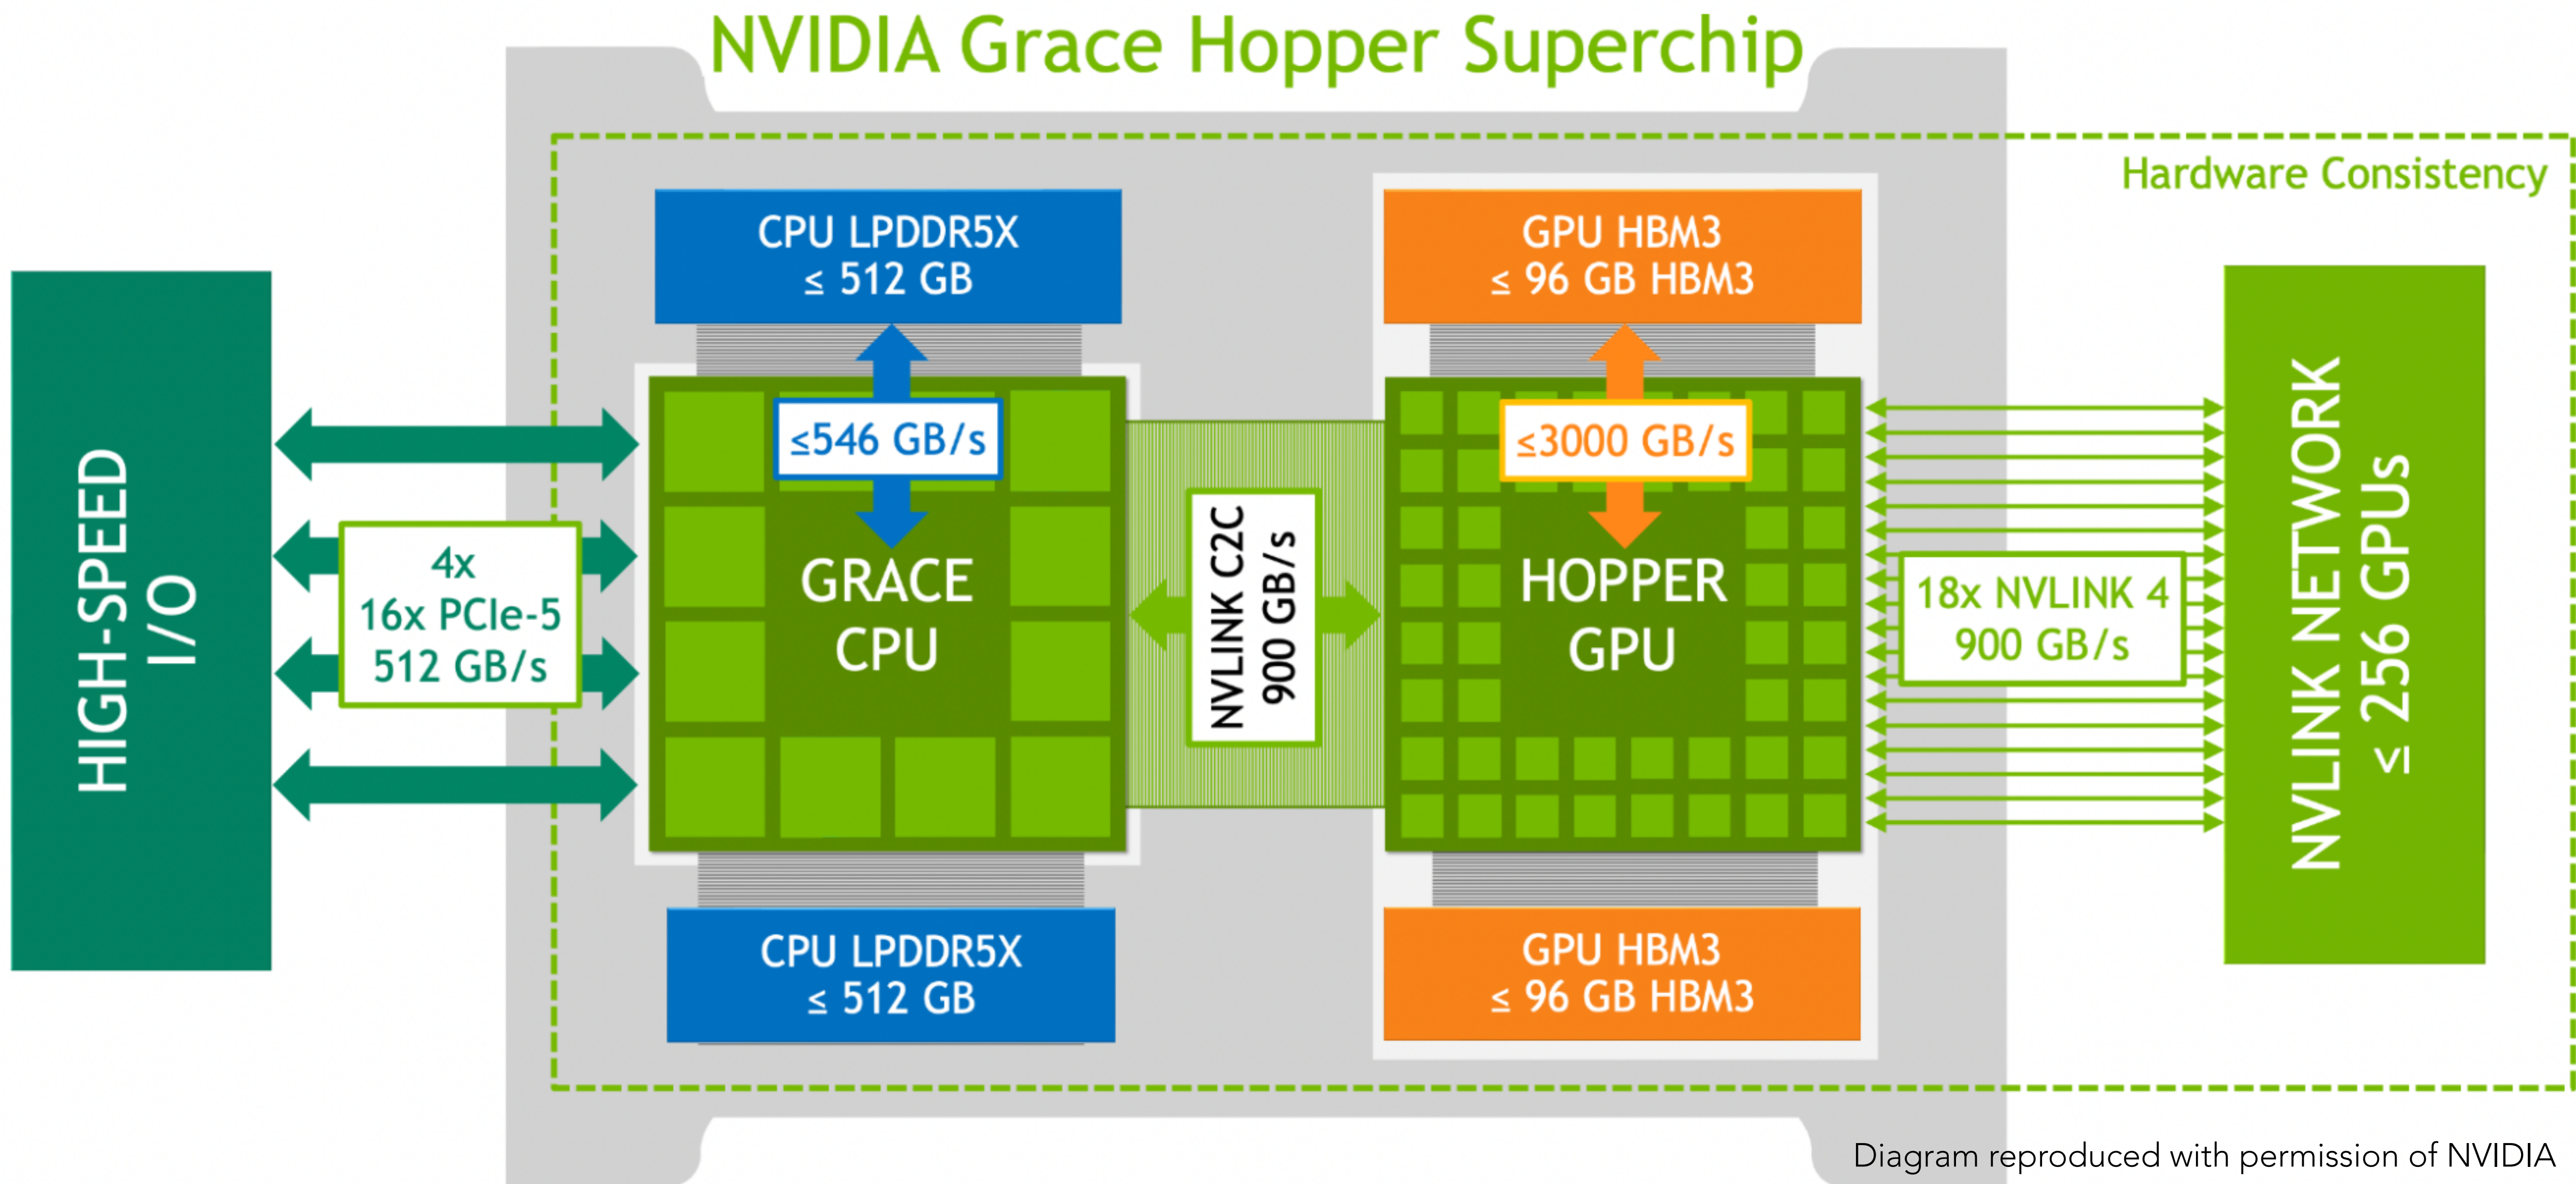 NVIDIA Grace Hopper Superchip
Hardware Consistency
HIGH-SPEED
I/O
4x
16x PCIe-5
512 GB/s
CPU LPDDR5X
≤ 512 GB
≤546 GB/s
GRACE
CPU
CPU LPDDR5X
≤ 512 GB
NVLINK C2C
900 GB/s
GPU HBM3
≤ 96 GB HBM3
≤3000 GB/s
HOPPER
GPU
GPU HBM3
≤ 96 GB HBM3
18x NVLINK 4
900 GB/s
NVLINK NETWORK
≤ 256 GPUs
Diagram reproduced with permission of NVIDIA